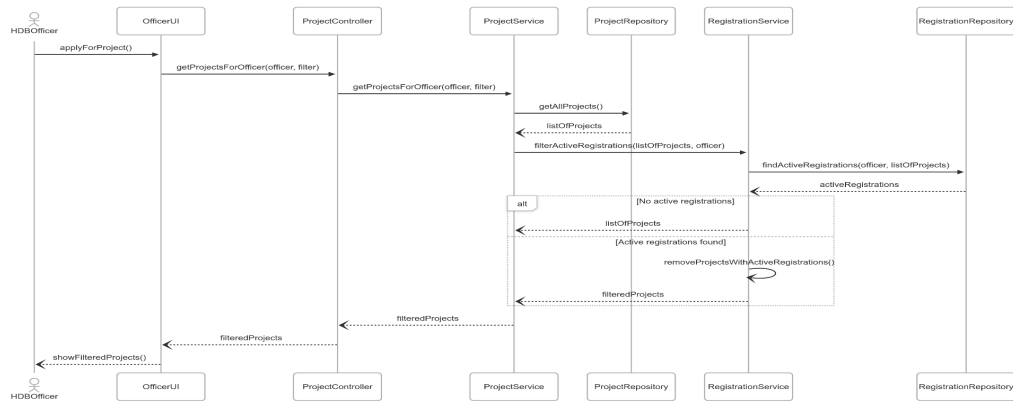 HDBOfficer
OfficerUI
ProjectController
ProjectService
ProjectRepository
RegistrationService
RegistrationRepository
applyForProject()
getProjectsForOfficer(officer, filter)
getProjectsForOfficer(officer, filter)
getAllProjects()
listOfProjects
filterActiveRegistrations(listOfProjects, officer)
findActiveRegistrations(officer, listOfProjects)
activeRegistrations
alt
[No active registrations]
listOfProjects
[Active registrations found]
removeProjectsWithActiveRegistrations()
filteredProjects
filteredProjects
filteredProjects
showFilteredProjects()
HDBOfficer
OfficerUI
ProjectController
ProjectService
ProjectRepository
RegistrationService
RegistrationRepository